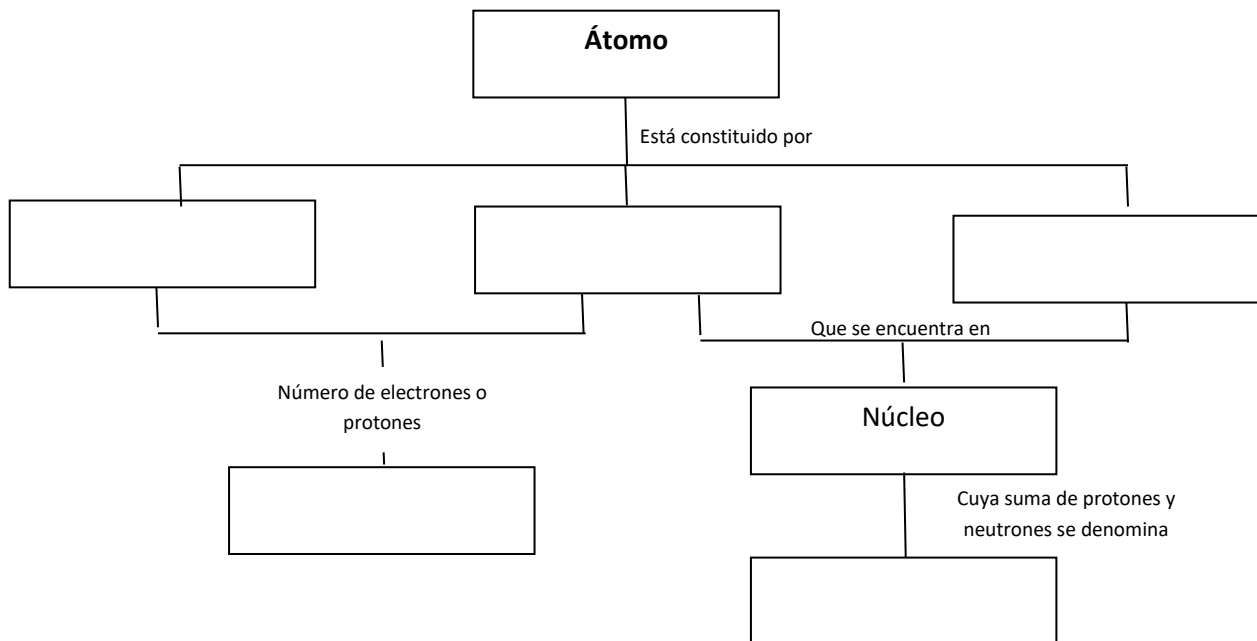 Átomo
Está constituido por
Que se encuentra en
Número de electrones o
protones
Núcleo
Cuya suma de protones y
neutrones se denomina